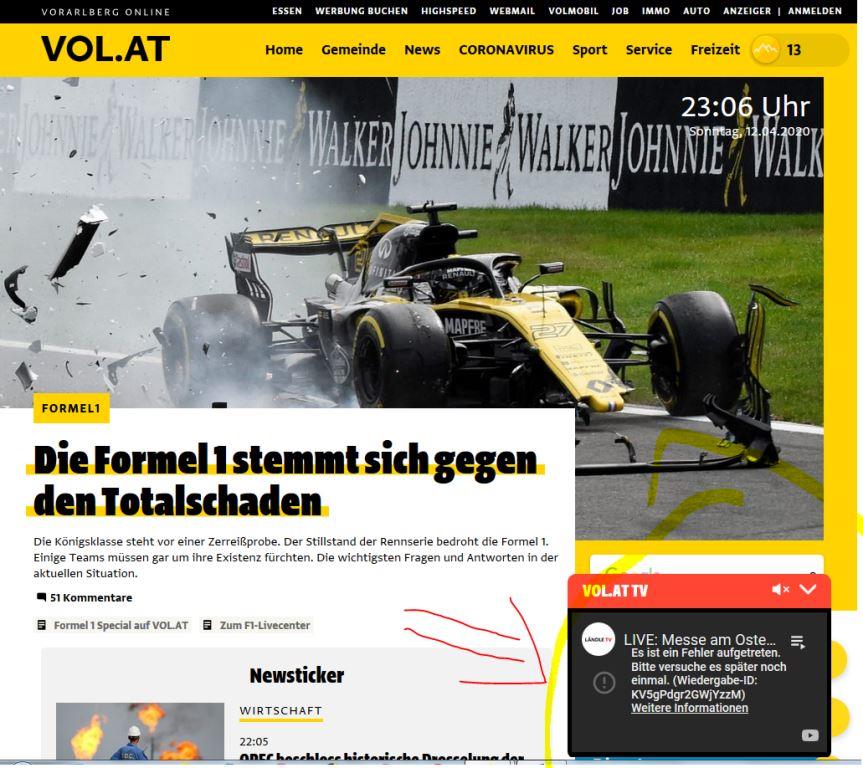 VORARLBERG ONLINE
ESSEN WERBUNG BUCHEN HIGHSPEED WEBMAIL VOLMOBIL JOB IMMO AUTO ANZEIGER | ANMELDEN
VOL.AT
Home Gemeinde News CORONAVIRUS Sport Service Freizeit 13
23:06 Uhr
Sonntag, 12.04.2020
JOHNNIE WALKER JOHNNIE WALKER JOHNNIE WALK
RENAULT
INFINITI
MAPFRE
27
FORMEL1
Die Formel 1 stemmt sich gegen
den Totalschaden
Die Königsklasse steht vor einer Zerreißprobe. Der Stillstand der Rennserie bedroht die Formel 1.
Einige Teams müssen gar um ihre Existenz fürchten. Die wichtigsten Fragen und Antworten in der
aktuellen Situation.
51 Kommentare
Formel 1 Special auf VOL.AT Zum F1-Livecenter
Newsticker
WIRTSCHAFT
22:05
OPEC beschloss historische Drosselung der
Google
VOL.AT TV
LÄNDLE TV
LIVE: Messe am Oste...
Es ist ein Fehler aufgetreten.
Bitte versuche es später noch
einmal. (Wiedergabe-ID:
KV5gPdgr2GWjYzzM)
Weitere Informationen